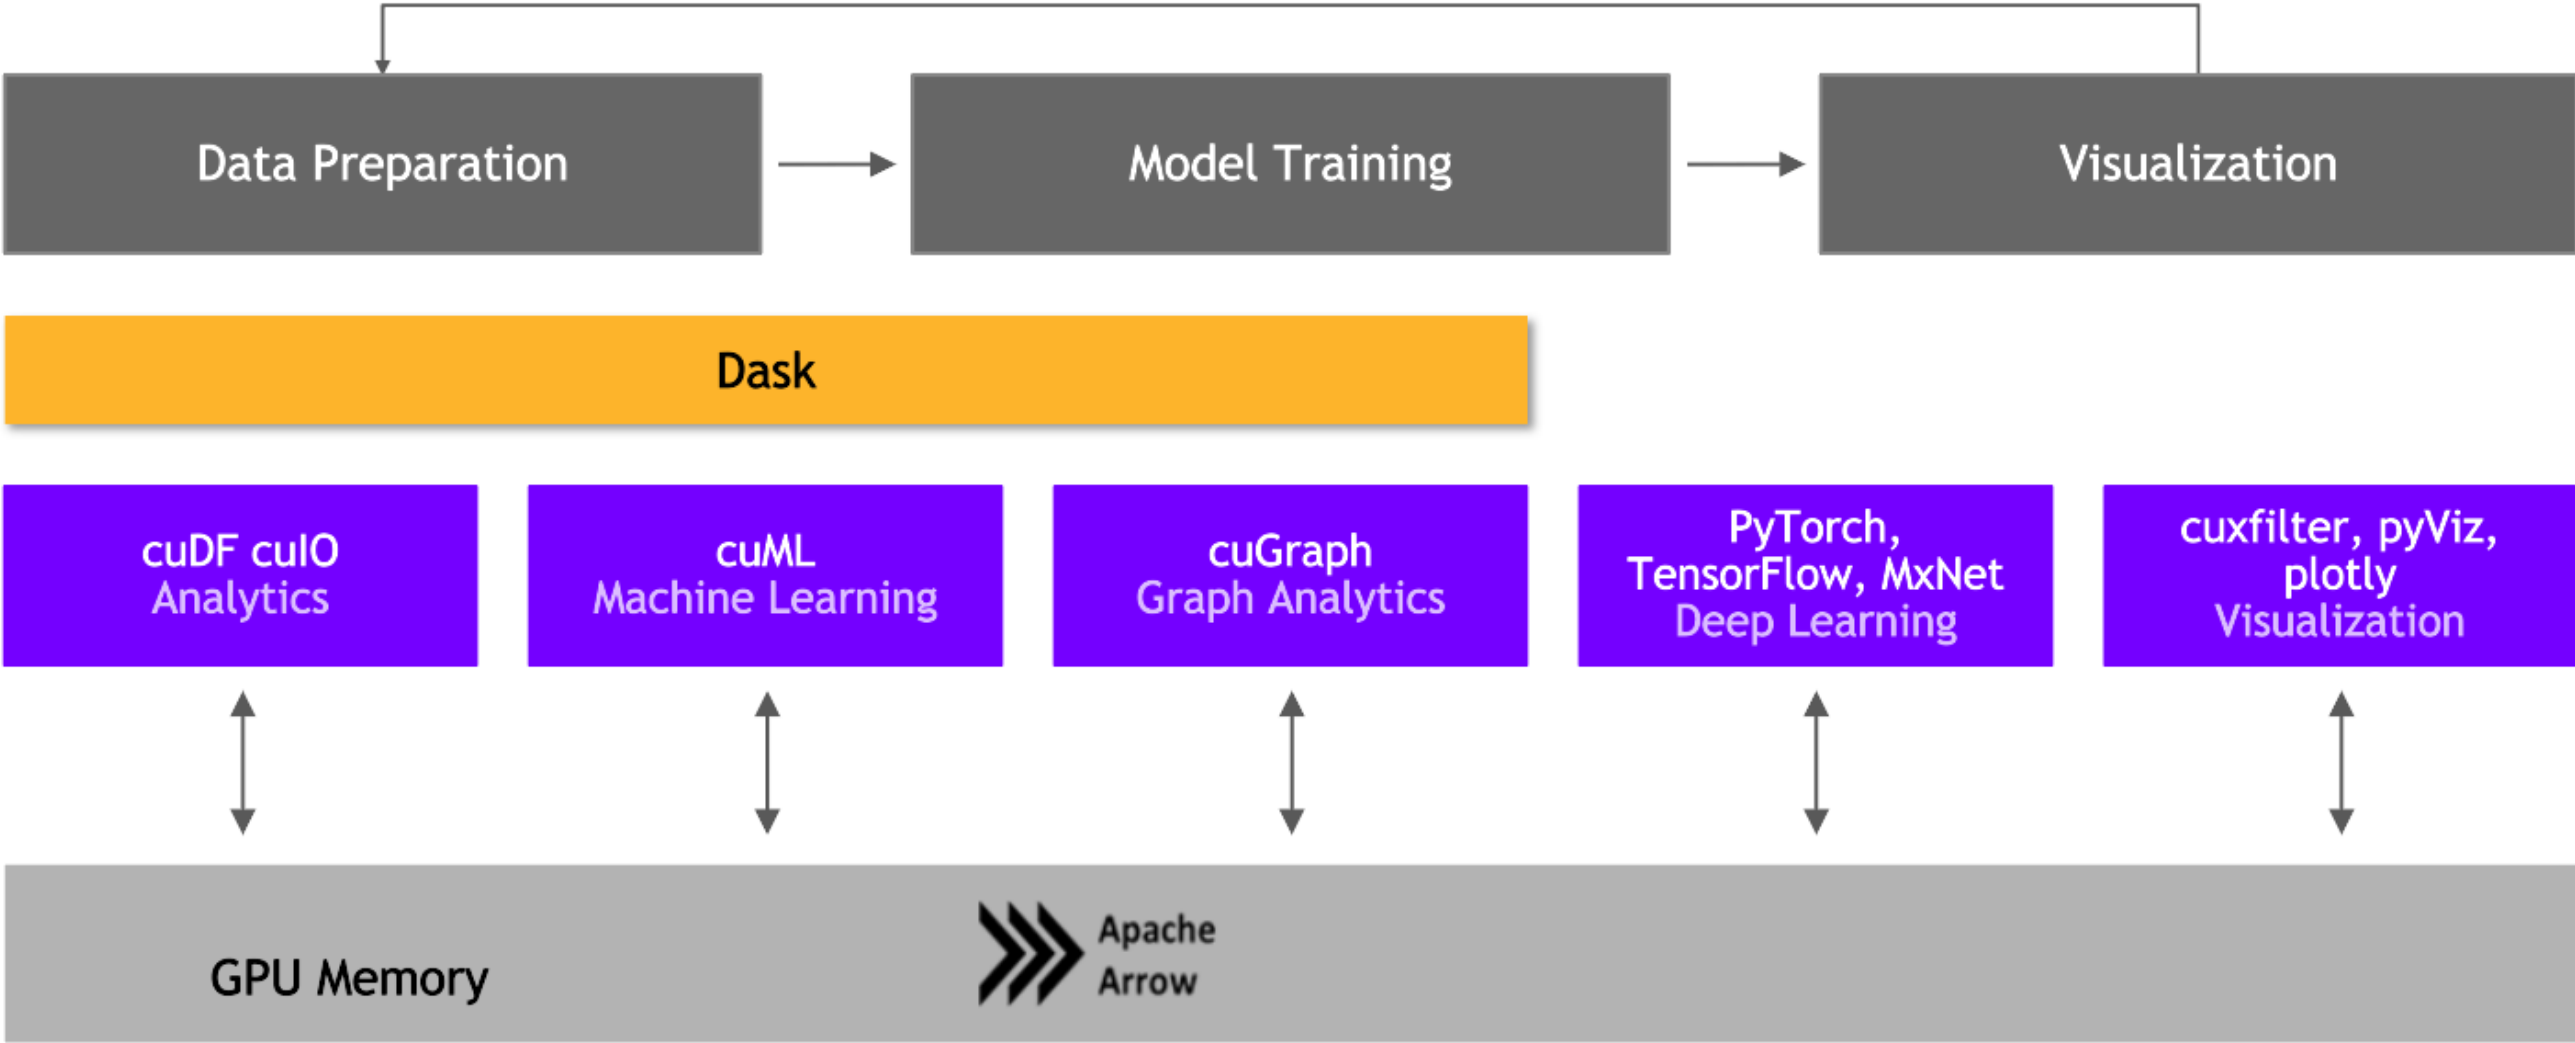 Data Preparation
Model Training
Visualization
Dask
cuDF cuIO
Analytics
cuML
Machine Learning
cuGraph
Graph Analytics
PyTorch,
TensorFlow, MxNet
Deep Learning
cuxfilter, pyViz,
plotly
Visualization
GPU Memory
Apache
Arrow